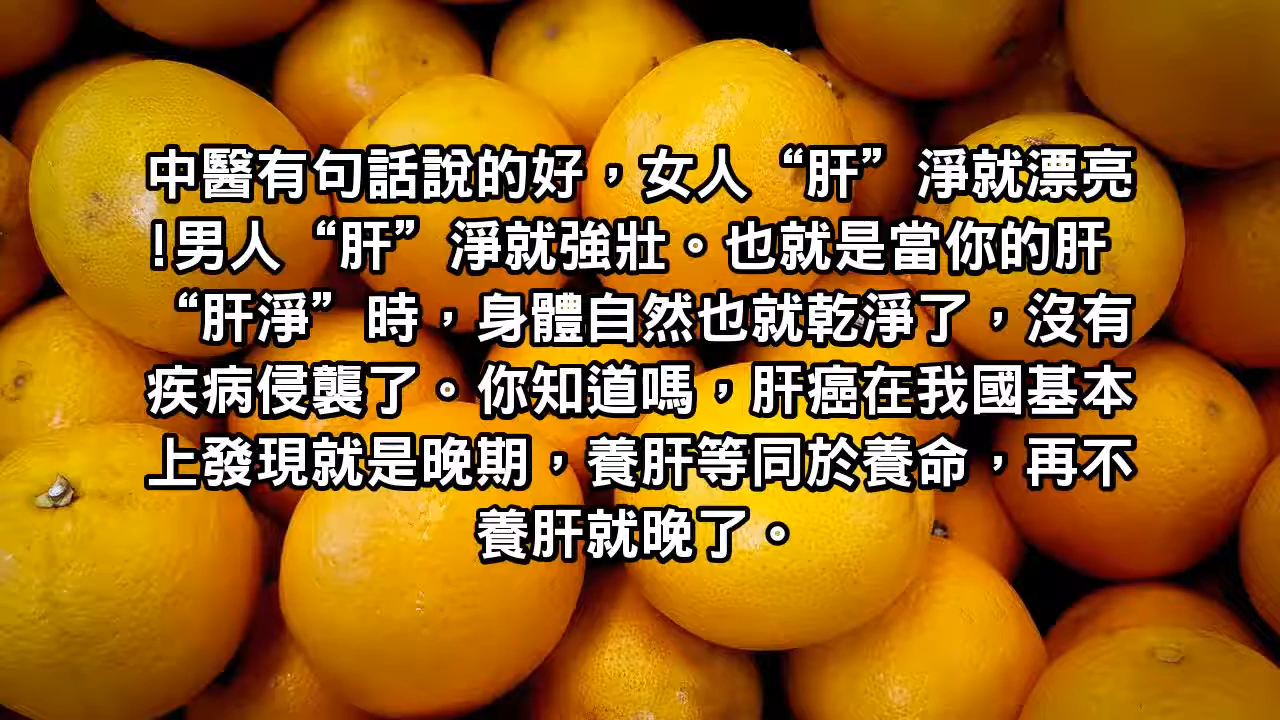 中醫有句話說的好，女人“肝”淨就漂亮
!男人“肝”淨就強壯。也就是當你的肝
“肝淨”時，身體自然也就乾淨了，沒有
疾病侵襲了。你知道嗎，肝癌在我國基本
上發現就是晚期，養肝等同於養命，再不
養肝就晚了。